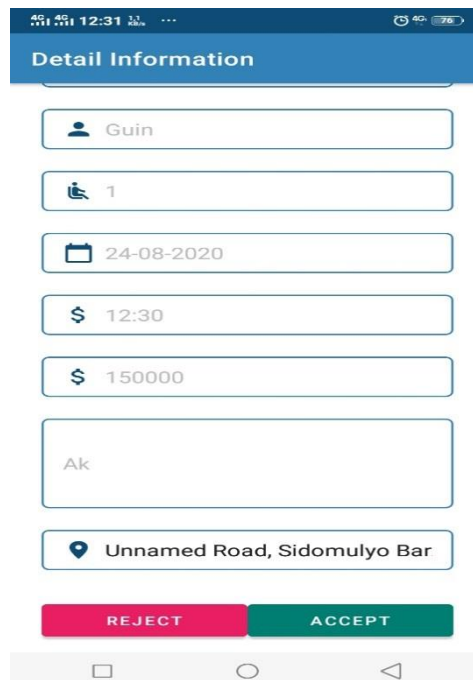 12:31
76
Detail Information
Guin
1
24-08-2020
$ 12:30
$ 150000
Ak
Unnamed Road, Sidomulyo Bar
REJECT ACCEPT